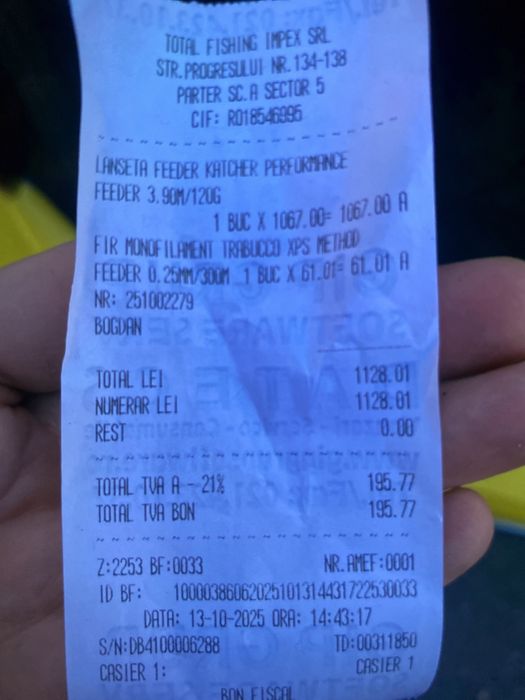 TOTAL FISHING IMPEX SRL
STR.PROGRESULUI NR.134-138
PARTER SC.A SECTOR 5
CIF: RO18546995
LANSETA FEEDER KATCHER PERFORMANCE
FEEDER 3.90M/120G
1 BUC X 1067.00= 1067.00 A
FIR MONOFILAMENT TRABUCCO XPS METHOD
FEEDER 0.25MM/300M 1 BUC X 61.01= 61.01 A
NR: 251002279
BOGDAN
TOTAL LEI 1128.01
NUMERAR LEI 1128.01
REST 0.00
TOTAL TVA A - 21% 195.77
TOTAL TVA BON 195.77
Z:2253 BF:0033 NR.AMEF:0001
ID BF: 1000038606202510131443172253​0033
DATA: 13-10-2025 ORA: 14:43:17
S/N:DB4100006288 TD:00311850
CASIER 1: CASIER 1
BON FISCAL